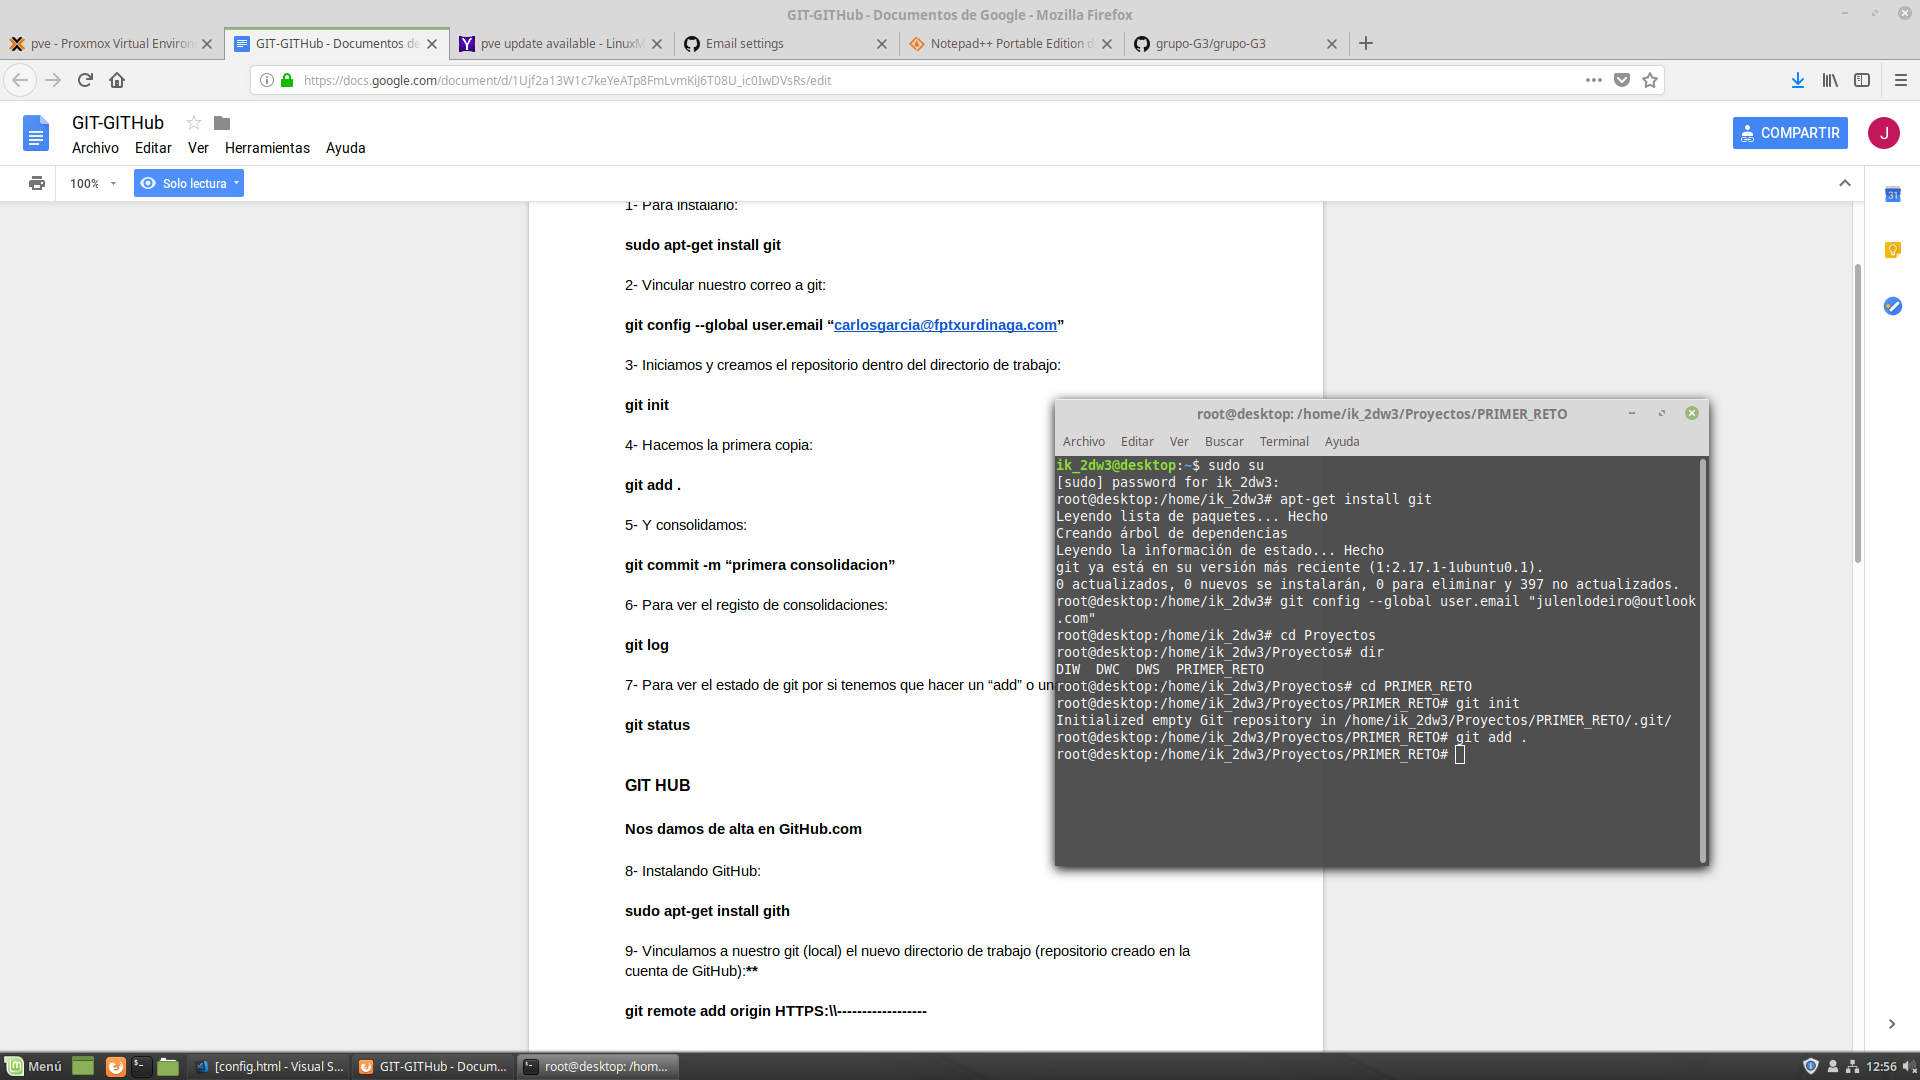 GIT-GITHub - Documentos de Google - Mozilla Firefox
pve - Proxmox Virtual Environ
GIT-GITHub - Documentos de
pve update available - LinuxM
Email settings
Notepad++ Portable Edition d
grupo-G3/grupo-G3
https://docs.google.com/document/d/1Ujf2a13W1c7keYeATp8FmLvmKiJ6T08U_ic0IwDVsRs/edit
GIT-GITHub
Archivo Editar Ver Herramientas Ayuda
COMPARTIR
J
100%
Solo lectura
31
1- Para instalarlo:
sudo apt-get install git
2- Vincular nuestro correo a git:
git config --global user.email “carlosgarcia@fptxurdinaga.com”
3- Iniciamos y creamos el repositorio dentro del directorio de trabajo:
git init
4- Hacemos la primera copia:
git add .
5- Y consolidamos:
git commit -m “primera consolidacion”
6- Para ver el registo de consolidaciones:
git log
7- Para ver el estado de git por si tenemos que hacer un “add” o un
git status
GIT HUB
Nos damos de alta en GitHub.com
8- Instalando GitHub:
sudo apt-get install gith
9- Vinculamos a nuestro git (local) el nuevo directorio de trabajo (repositorio creado en la
cuenta de GitHub):**
git remote add origin HTTPS:\\------------------
root@desktop: /home/ik_2dw3/Proyectos/PRIMER_RETO
Archivo Editar Ver Buscar Terminal Ayuda
ik_2dw3@desktop:~$ sudo su
[sudo] password for ik_2dw3:
root@desktop:/home/ik_2dw3# apt-get install git
Leyendo lista de paquetes... Hecho
Creando árbol de dependencias
Leyendo la información de estado... Hecho
git ya está en su versión más reciente (1:2.17.1-1ubuntu0.1).
0 actualizados, 0 nuevos se instalarán, 0 para eliminar y 397 no actualizados.
root@desktop:/home/ik_2dw3# git config --global user.email "julenlodeiro@outlook
.com"
root@desktop:/home/ik_2dw3# cd Proyectos
root@desktop:/home/ik_2dw3/Proyectos# dir
DIW  DWC  DWS  PRIMER_RETO
root@desktop:/home/ik_2dw3/Proyectos# cd PRIMER_RETO
root@desktop:/home/ik_2dw3/Proyectos/PRIMER_RETO# git init
Initialized empty Git repository in /home/ik_2dw3/Proyectos/PRIMER_RETO/.git/
root@desktop:/home/ik_2dw3/Proyectos/PRIMER_RETO# git add .
root@desktop:/home/ik_2dw3/Proyectos/PRIMER_RETO#
Menú
[config.html - Visual S...
GIT-GITHub - Docum...
root@desktop: /hom...
12:56